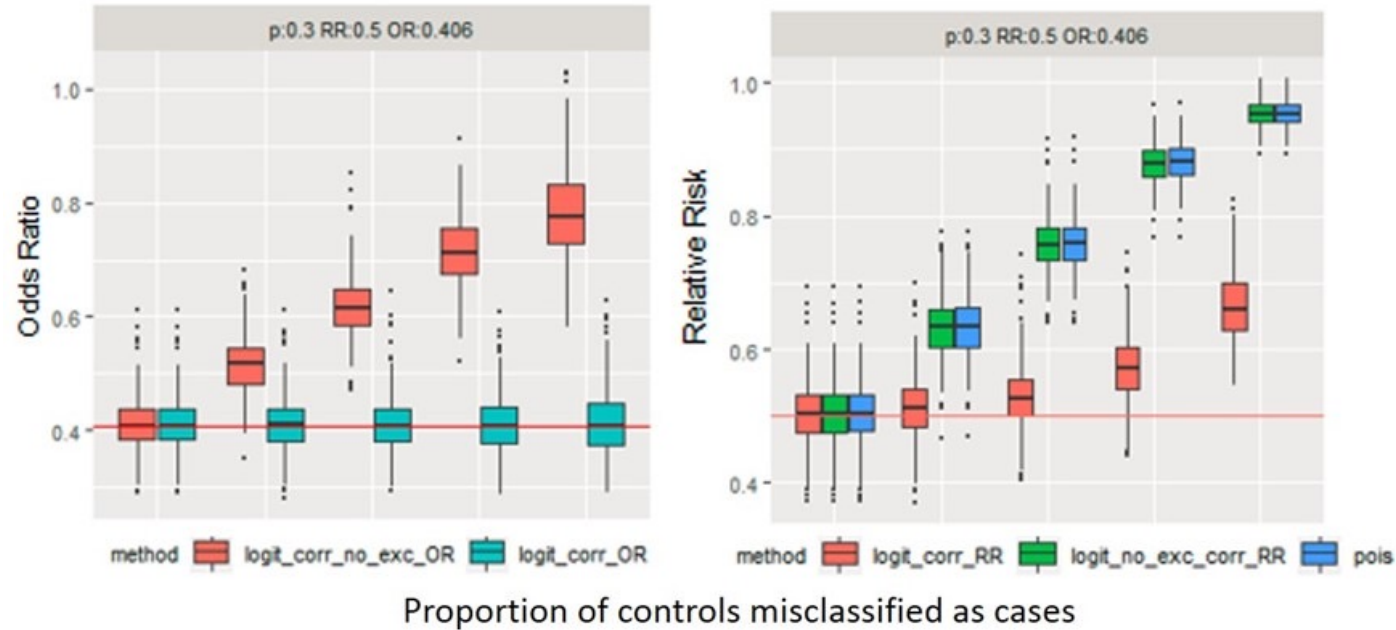 p:0.3 RR:0.5 OR:0.406
Odds Ratio
1.0
0.8
0.6
0.4
method logit_corr_no_exc_OR logit_corr_OR
p:0.3 RR:0.5 OR:0.406
Relative Risk
1.0
0.8
0.6
0.4
method logit_corr_RR logit_no_exc_corr_RR pois
Proportion of controls misclassified as cases